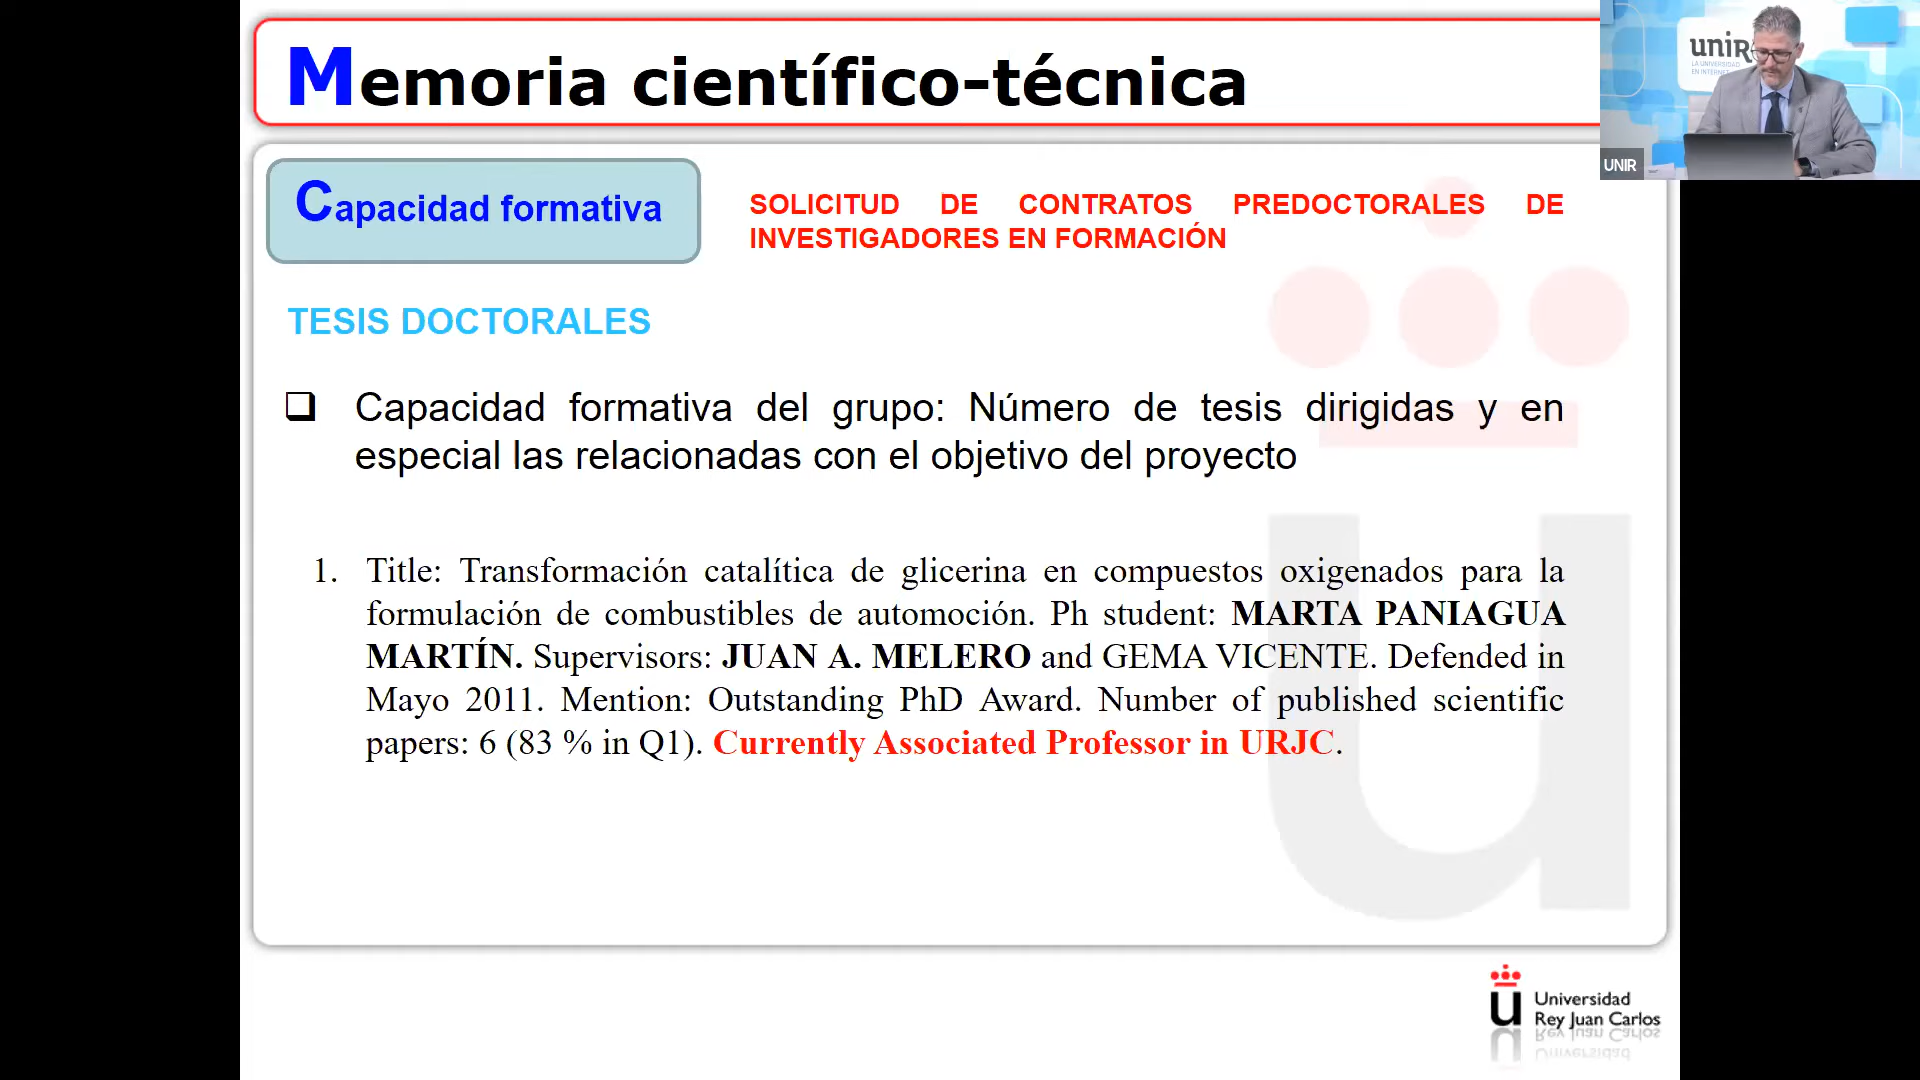 Memoria científico-técnica
unir
LA UNIVERSIDAD
EN INTERNET
UNIR
Capacidad formativa
SOLICITUD DE CONTRATOS PREDOCTORALES DE
INVESTIGADORES EN FORMACIÓN
TESIS DOCTORALES
❑ Capacidad formativa del grupo: Número de tesis dirigidas y en
especial las relacionadas con el objetivo del proyecto
1. Title: Transformación catalítica de glicerina en compuestos oxigenados para la
formulación de combustibles de automoción. Ph student: MARTA PANIAGUA
MARTÍN. Supervisors: JUAN A. MELERO and GEMA VICENTE. Defended in
Mayo 2011. Mention: Outstanding PhD Award. Number of published scientific
papers: 6 (83 % in Q1). Currently Associated Professor in URJC.
u
Universidad
Rey Juan Carlos